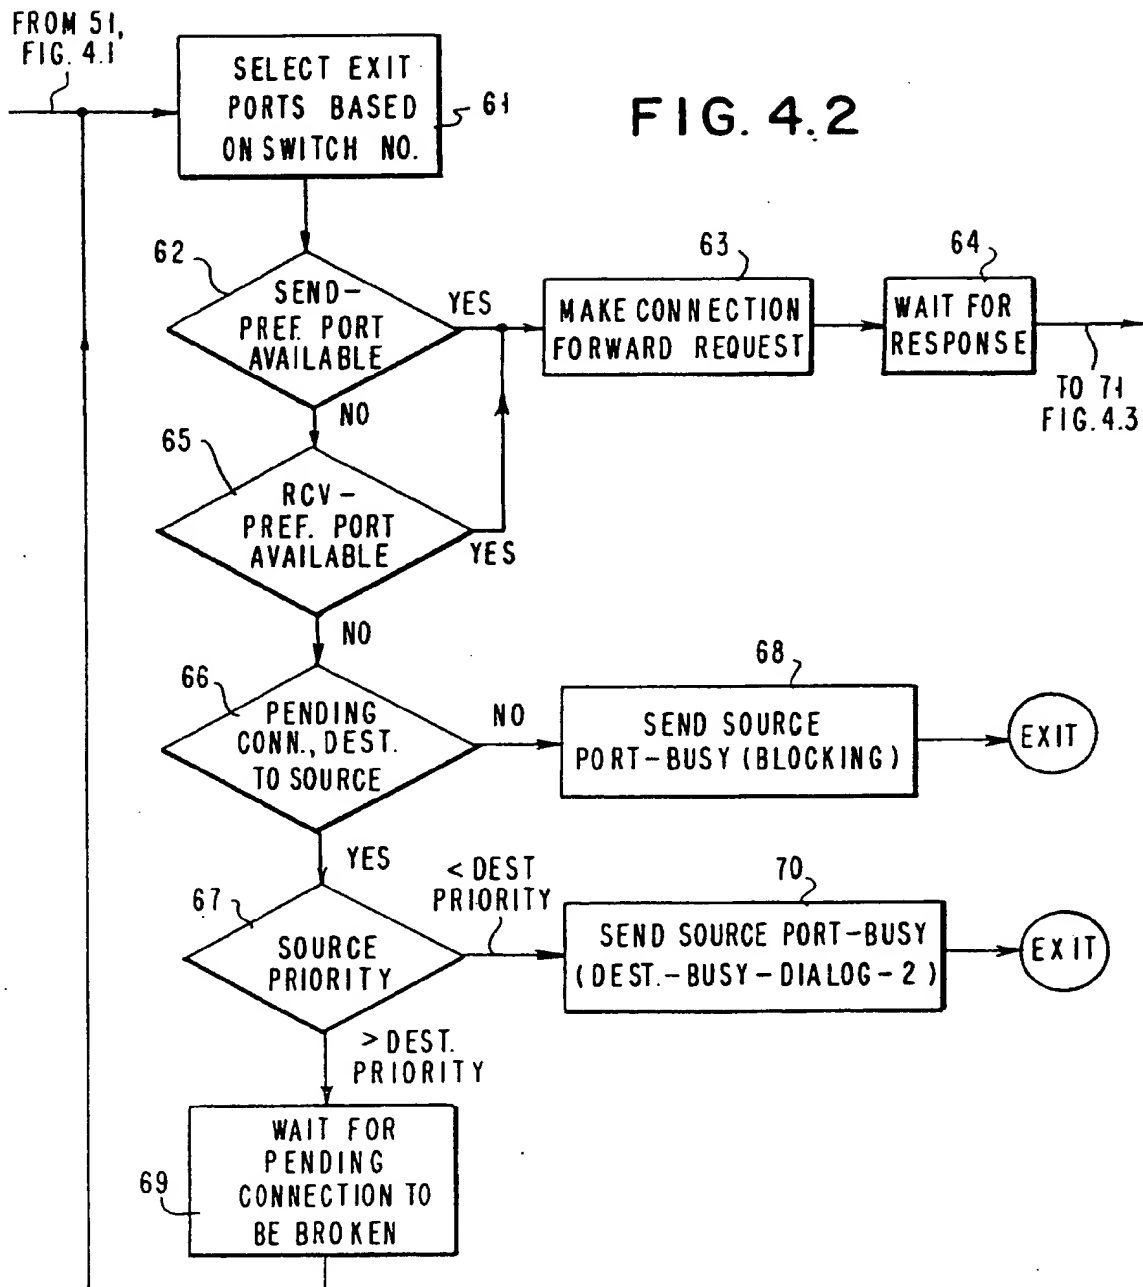 FROM 51,
FIG. 4.1
SELECT EXIT
PORTS BASED
ON SWITCH NO.
61
FIG. 4.2
62
SEND-
PREF. PORT
AVAILABLE
YES
NO
63
MAKE CONNECTION
FORWARD REQUEST
64
WAIT FOR
RESPONSE
TO 71
FIG. 4.3
65
RCV-
PREF. PORT
AVAILABLE
YES
NO
66
PENDING
CONN., DEST.
TO SOURCE
NO
YES
68
SEND SOURCE
PORT-BUSY (BLOCKING)
EXIT
67
SOURCE
PRIORITY
< DEST
PRIORITY
70
SEND SOURCE PORT-BUSY
(DEST.-BUSY-DIALOG-2)
EXIT
> DEST.
PRIORITY
69
WAIT FOR
PENDING
CONNECTION TO
BE BROKEN